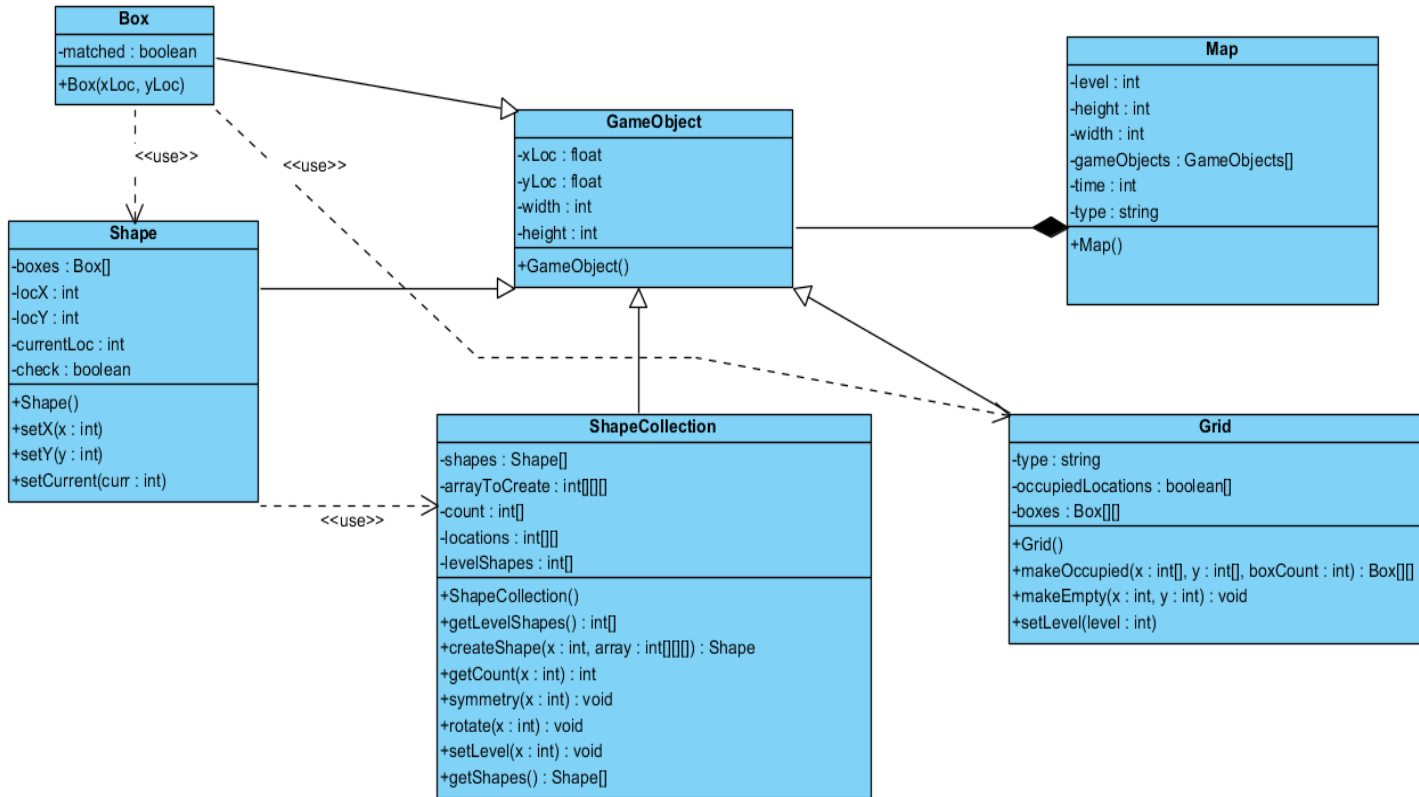 Box
-matched : boolean
+Box(xLoc, yLoc)
<<use>>
<<use>>
GameObject
-xLoc : float
-yLoc : float
-width : int
-height : int
+GameObject()
Map
-level : int
-height : int
-width : int
-gameObjects : GameObjects[]
-time : int
-type : string
+Map()
Shape
-boxes : Box[]
-locX : int
-locY : int
-currentLoc : int
-check : boolean
+Shape()
+setX(x : int)
+setY(y : int)
+setCurrent(curr : int)
<<use>>
ShapeCollection
-shapes : Shape[]
-arrayToCreate : int[][][]
-count : int[]
-locations : int[][]
-levelShapes : int[]
+ShapeCollection()
+getLevelShapes() : int[]
+createShape(x : int, array : int[][][]) : Shape
+getCount(x : int) : int
+symmetry(x : int) : void
+rotate(x : int) : void
+setLevel(x : int) : void
+getShapes() : Shape[]
Grid
-type : string
-occupiedLocations : boolean[]
-boxes : Box[][]
+Grid()
+makeOccupied(x : int[], y : int[], boxCount : int) : Box[][]
+makeEmpty(x : int, y : int) : void
+setLevel(level : int)